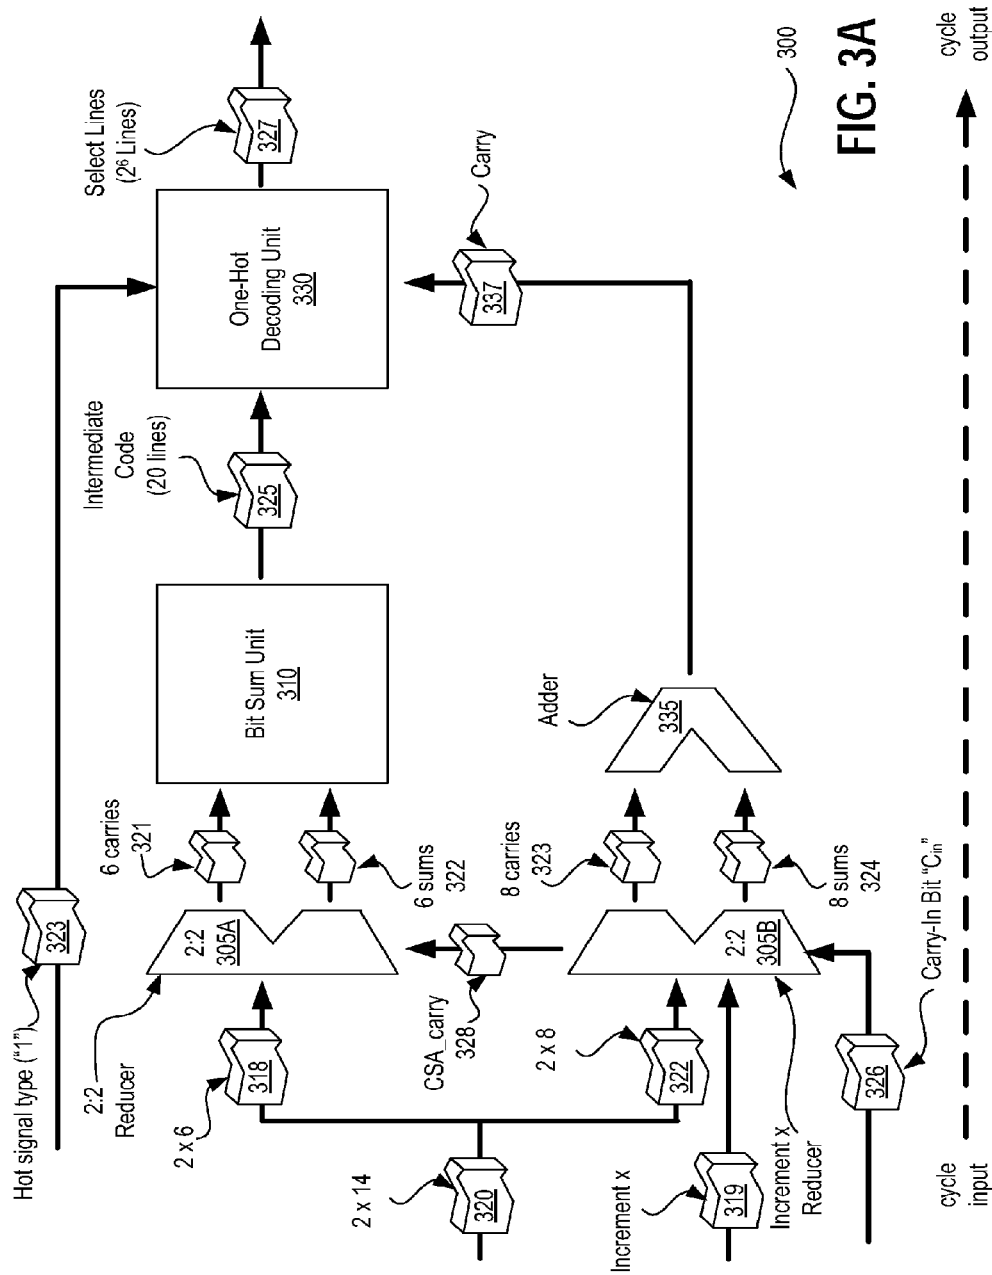 Hot signal type ("1")
323
2:2
Reducer
2 x 6
318
2:2
305A
6 carries
321
6 sums
322
Bit Sum Unit
310
Intermediate
Code
(20 lines)
325
One-Hot
Decoding Unit
330
Select Lines
(2⁶ Lines)
327
2 x 14
320
CSA_carry
328
2 x 8
322
Increment x
319
2:2
305B
Increment x
Reducer
8 carries
323
8 sums
324
Adder
335
337
Carry
326
Carry-In Bit "Cᵢₙ"
300
FIG. 3A
cycle
input
cycle
output